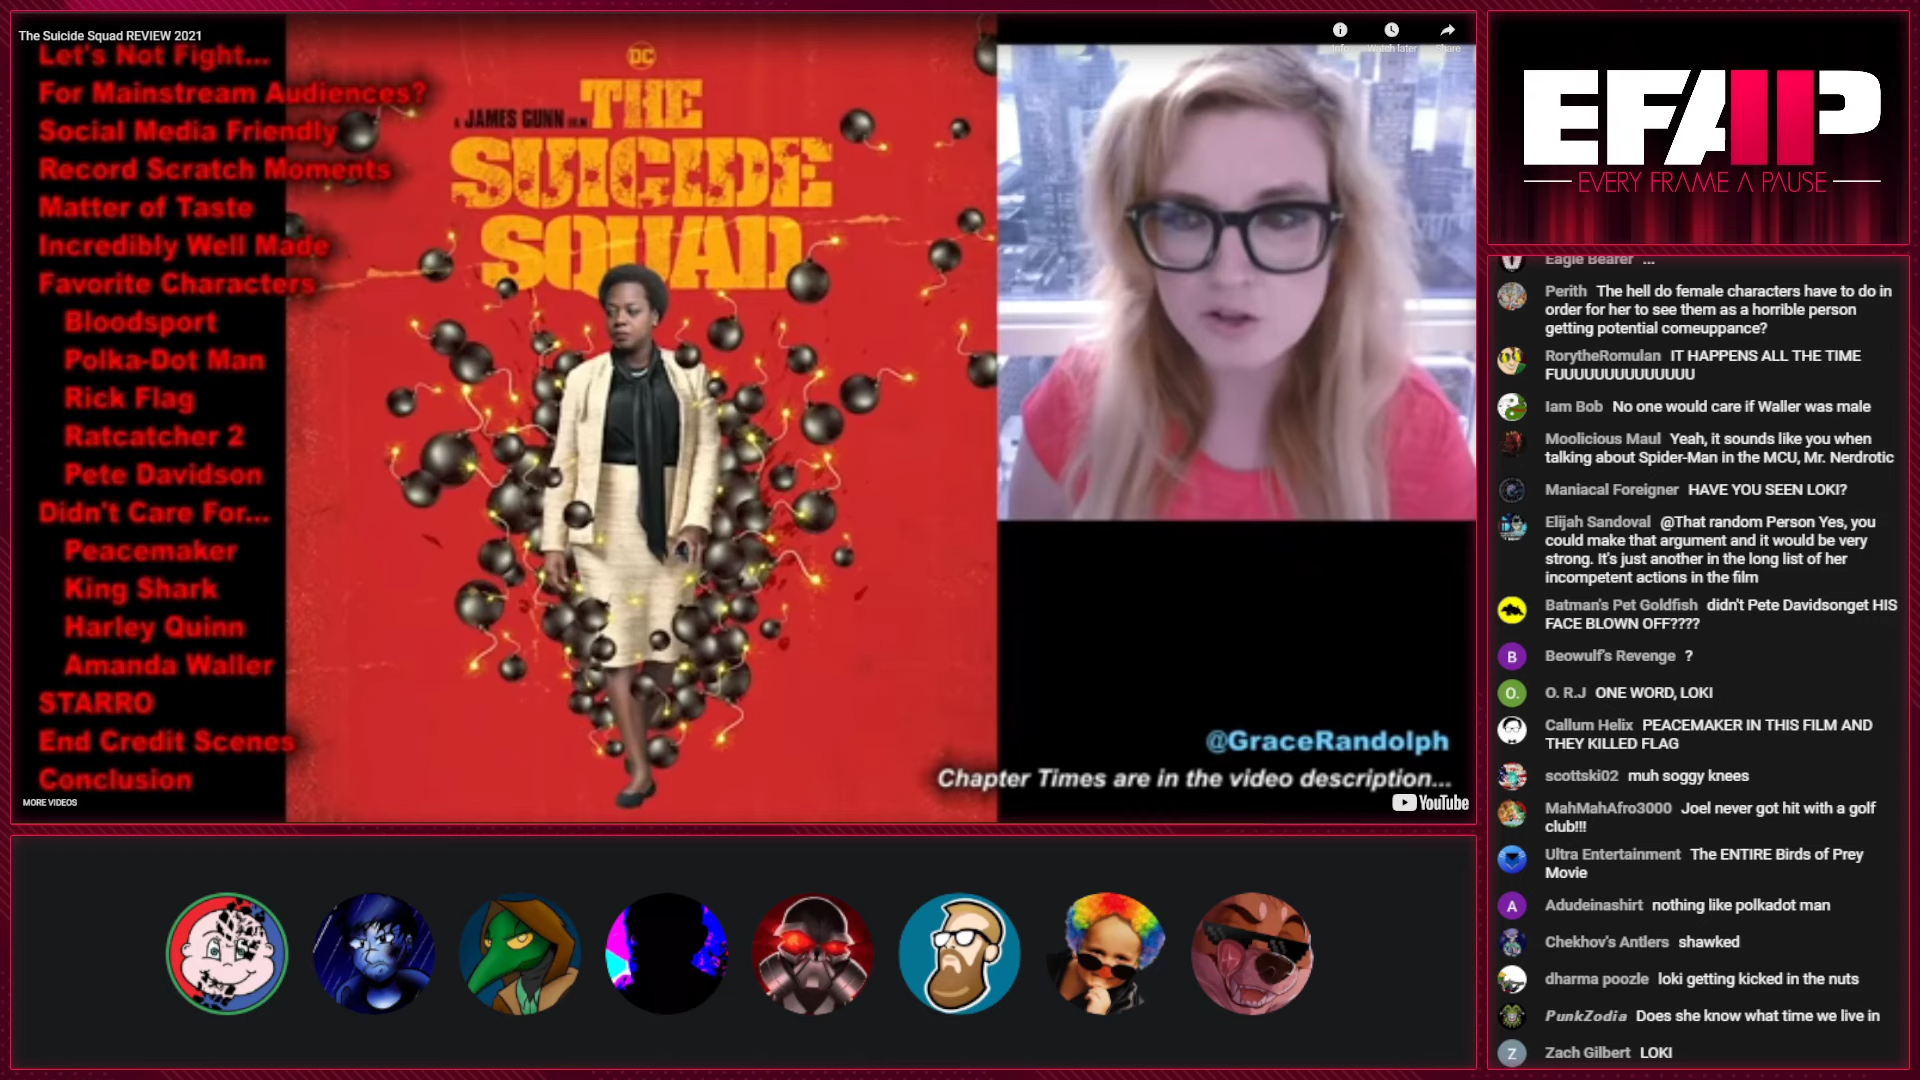 The Suicide Squad REVIEW 2021
Info
Watch later
Share
Let's Not Fight...
For Mainstream Audiences?
Social Media Friendly
Record Scratch Moments
Matter of Taste
Incredibly Well Made
Favorite Characters
Bloodsport
Polka-Dot Man
Rick Flag
Ratcatcher 2
Pete Davidson
Didn't Care For...
Peacemaker
King Shark
Harley Quinn
Amanda Waller
STARRO
End Credit Scenes
Conclusion
MORE VIDEOS
DC
A JAMES GUNN FILM
THE
SUICIDE
SQUAD
@GraceRandolph
Chapter Times are in the video description...
YouTube
EFAP
EVERY FRAME A PAUSE
Eagle Bearer ...
Perith The hell do female characters have to do in
order for her to see them as a horrible person
getting potential comeuppance?
RorytheRomulan IT HAPPENS ALL THE TIME
FUUUUUUUUUUUUUU
Iam Bob No one would care if Waller was male
Moolicious Maul Yeah, it sounds like you when
talking about Spider-Man in the MCU, Mr. Nerdrotic
Maniacal Foreigner HAVE YOU SEEN LOKI?
Elijah Sandoval @That random Person Yes, you
could make that argument and it would be very
strong. It's just another in the long list of her
incompetent actions in the film
Batman's Pet Goldfish didn't Pete Davidsonget HIS
FACE BLOWN OFF????
B Beowulf's Revenge ?
O. O. R.J ONE WORD, LOKI
Callum Helix PEACEMAKER IN THIS FILM AND
THEY KILLED FLAG
scottski02 muh soggy knees
MahMahAfro3000 Joel never got hit with a golf
club!!!
Ultra Entertainment The ENTIRE Birds of Prey
Movie
A Adudeinashirt nothing like polkadot man
Chekhov's Antlers shawked
dharma poozle loki getting kicked in the nuts
PunkZodia Does she know what time we live in
Z Zach Gilbert LOKI